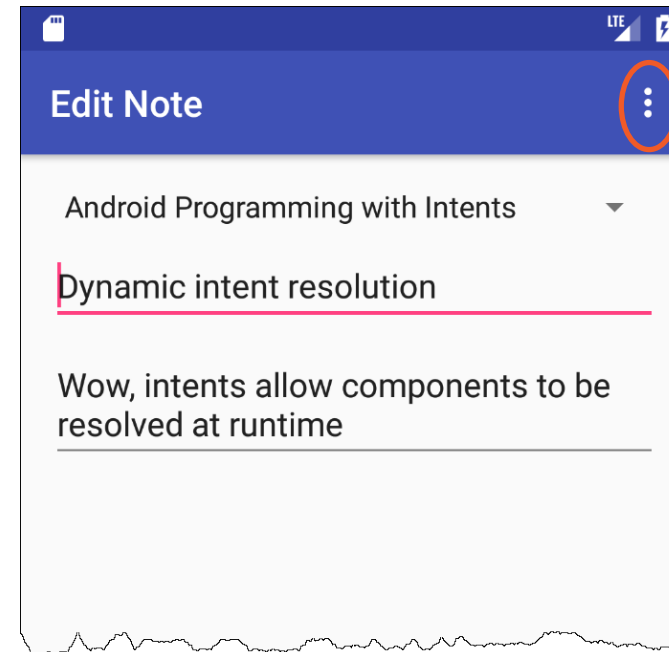 LTE
Edit Note
Android Programming with Intents
Dynamic intent resolution
Wow, intents allow components to be
resolved at runtime